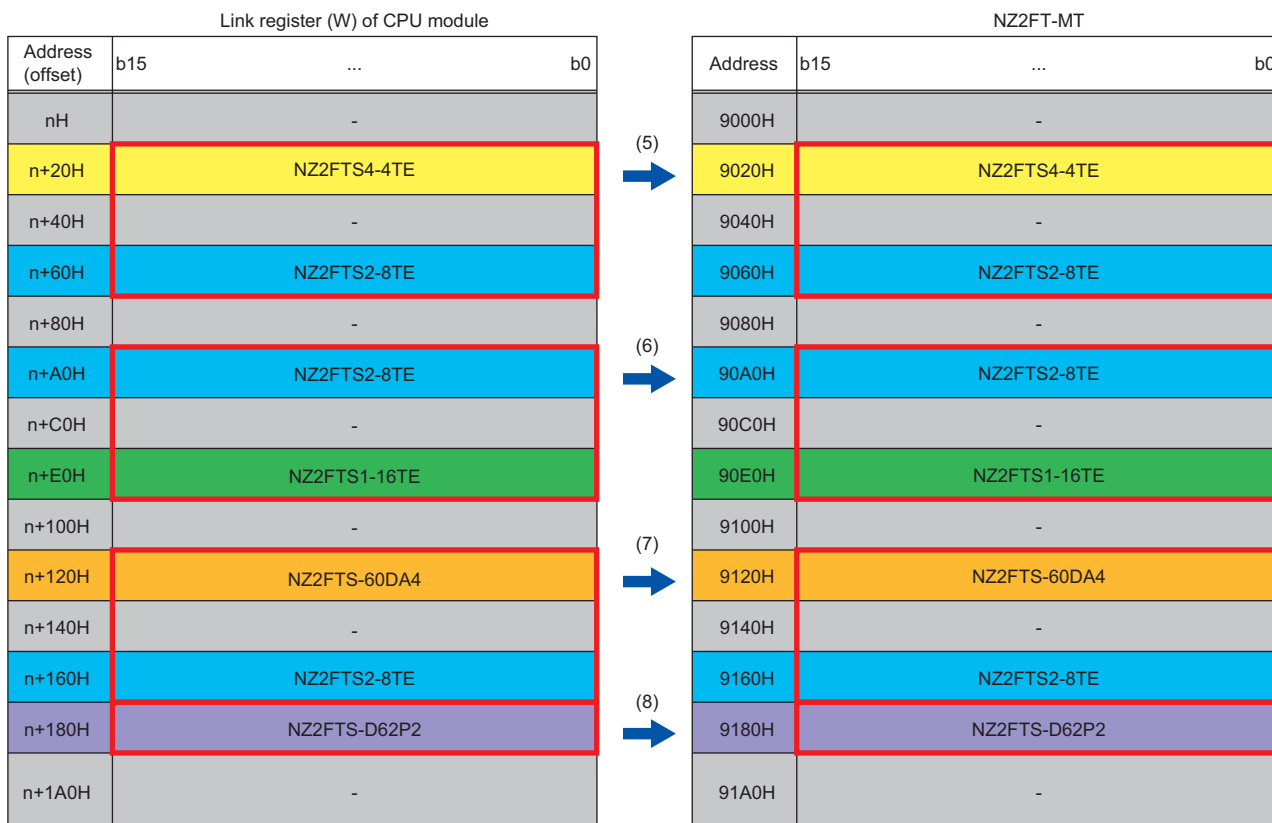 Link register (W) of CPU module NZ2FT-MT
Address (offset) b15 ... b0 Address b15 ... b0
nH - 9000H -
(5)
n+20H NZ2FTS4-4TE 9020H NZ2FTS4-4TE
n+40H - 9040H -
n+60H NZ2FTS2-8TE 9060H NZ2FTS2-8TE
n+80H - 9080H -
(6)
n+A0H NZ2FTS2-8TE 90A0H NZ2FTS2-8TE
n+C0H - 90C0H -
n+E0H NZ2FTS1-16TE 90E0H NZ2FTS1-16TE
n+100H - 9100H -
(7)
n+120H NZ2FTS-60DA4 9120H NZ2FTS-60DA4
n+140H - 9140H -
n+160H NZ2FTS2-8TE 9160H NZ2FTS2-8TE
(8)
n+180H NZ2FTS-D62P2 9180H NZ2FTS-D62P2
n+1A0H - 91A0H -